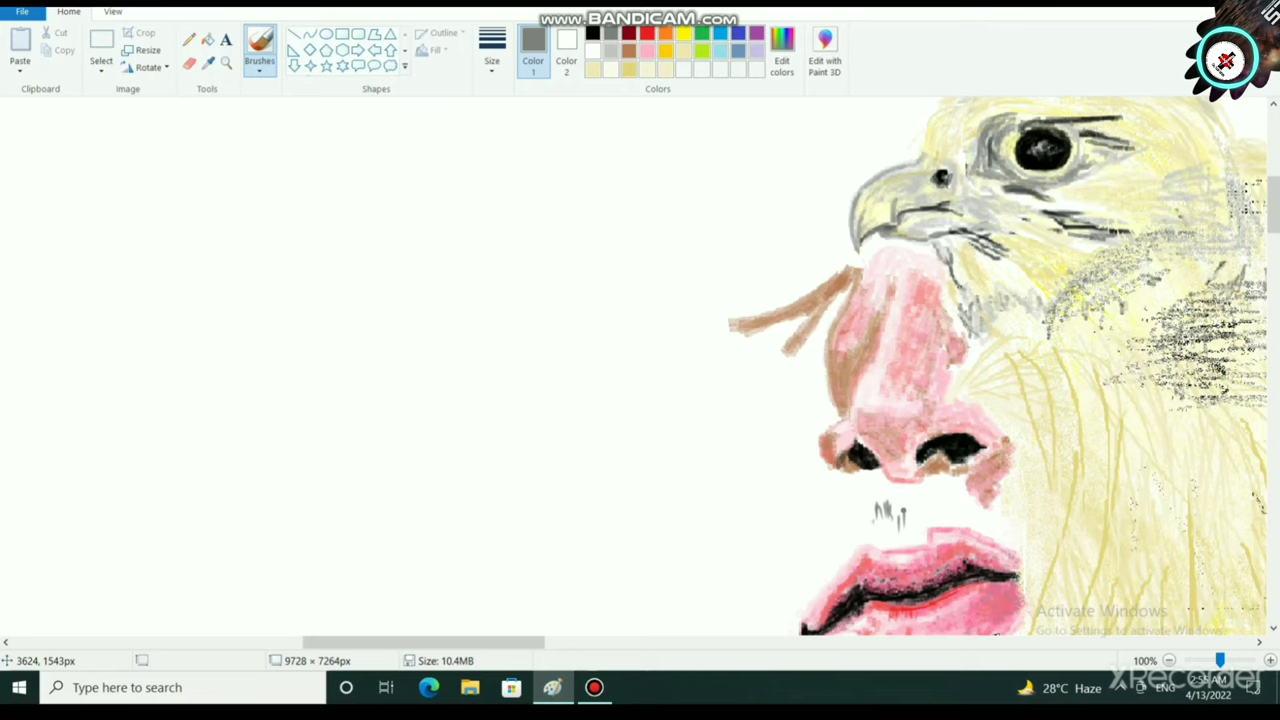 www.BANDICAM.com
File Home View
Paste
Cut
Copy
Clipboard
Select
Crop
Resize
Rotate
Image
A
Tools
Brushes
Outline
Fill
Shapes
Size
Color 1
Color 2
Edit colors
Colors
Edit with Paint 3D
Activate Windows
Go to Settings to activate Windows.
3624, 1543px
9728 × 7264px
Size: 10.4MB
100%
XRecorder
Type here to search
28°C Haze
ENG
2:55 AM
4/13/2022